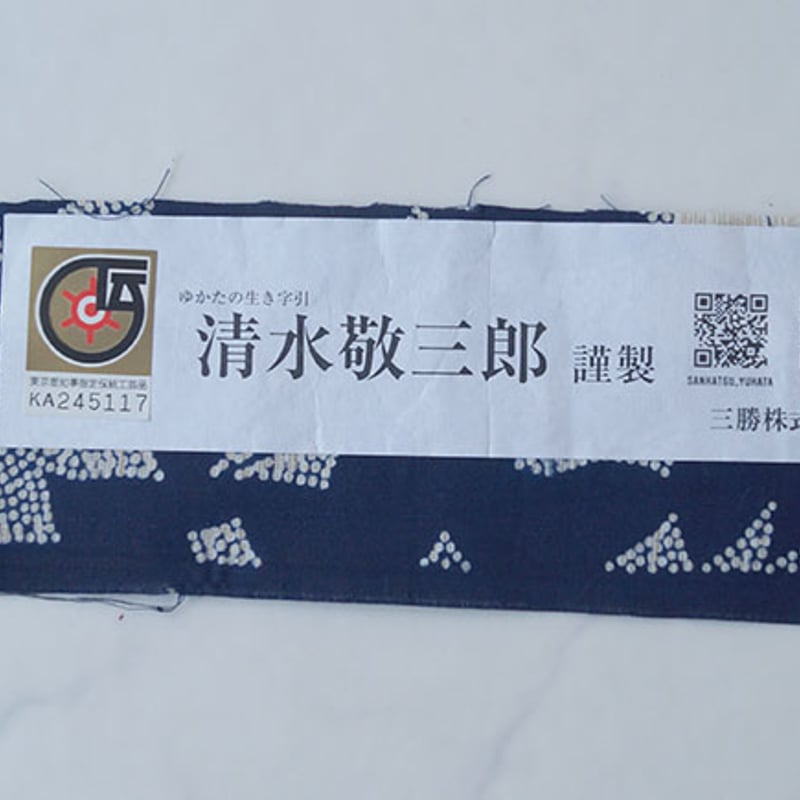 東京都知事指定伝統工芸品
KA245117
ゆかたの生き字引
清水敬三郎 謹製
SANKATSU_YUKATA
三勝株式